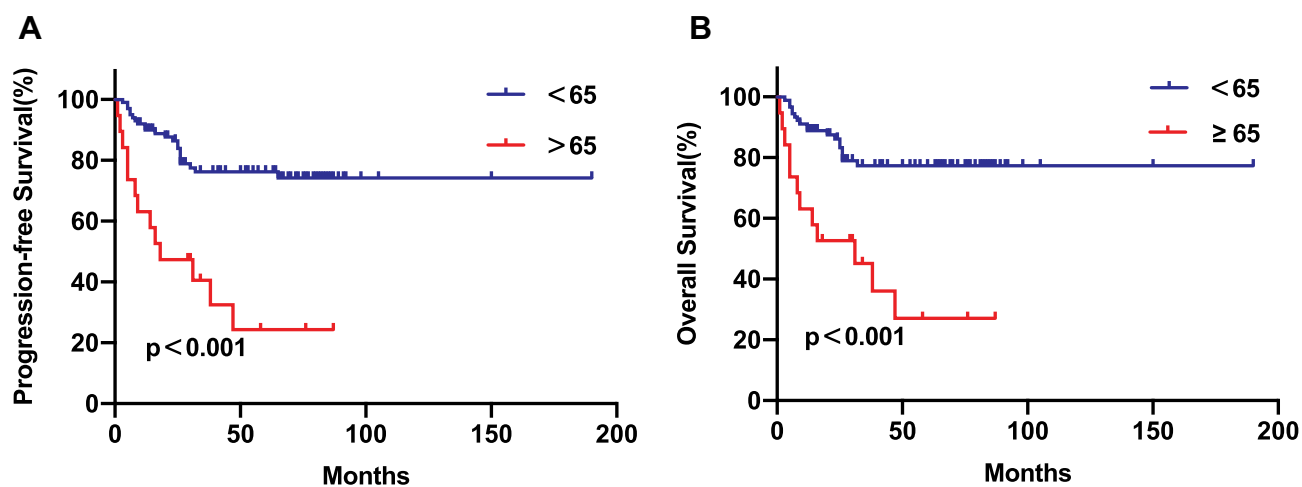 A
Progression-free Survival(%)
100
80
60
40
20
0
<65
>65
p<0.001
0 50 100 150 200
Months
B
Overall Survival(%)
100
80
60
40
20
0
<65
≥65
p<0.001
0 50 100 150 200
Months